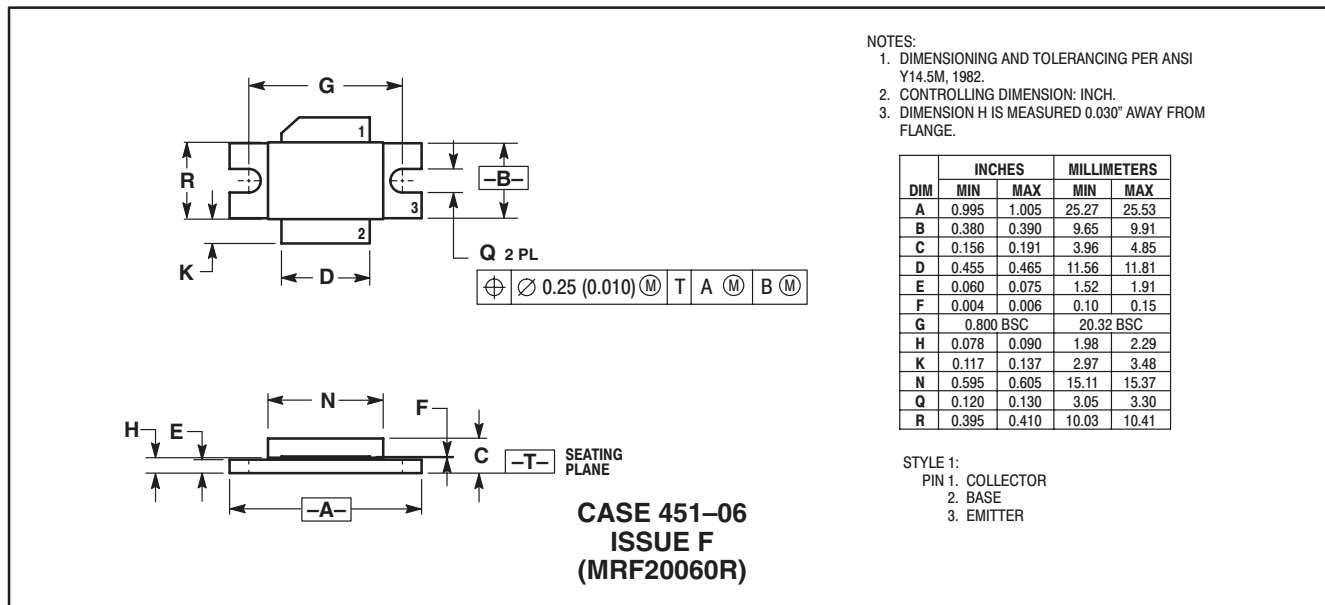 G
1
R
–B–
3
2
K
D
Q 2 PL
⌖ ⌀ 0.25 (0.010) Ⓜ T A Ⓜ B Ⓜ
N
F
H
E
C
–T– SEATING
PLANE
–A–
CASE 451–06
ISSUE F
(MRF20060R)
NOTES:
1. DIMENSIONING AND TOLERANCING PER ANSI
Y14.5M, 1982.
2. CONTROLLING DIMENSION: INCH.
3. DIMENSION H IS MEASURED 0.030” AWAY FROM
FLANGE.
INCHES MILLIMETERS
DIM MIN MAX MIN MAX
A 0.995 1.005 25.27 25.53
B 0.380 0.390 9.65 9.91
C 0.156 0.191 3.96 4.85
D 0.455 0.465 11.56 11.81
E 0.060 0.075 1.52 1.91
F 0.004 0.006 0.10 0.15
G 0.800 BSC 20.32 BSC
H 0.078 0.090 1.98 2.29
K 0.117 0.137 2.97 3.48
N 0.595 0.605 15.11 15.37
Q 0.120 0.130 3.05 3.30
R 0.395 0.410 10.03 10.41
STYLE 1:
PIN 1. COLLECTOR
2. BASE
3. EMITTER